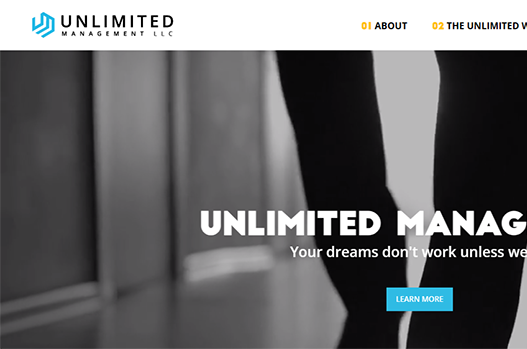 UNLIMITED
MANAGEMENT LLC
01 ABOUT
02 THE UNLIMITED W
UNLIMITED MANAG
Your dreams don't work unless we
LEARN MORE